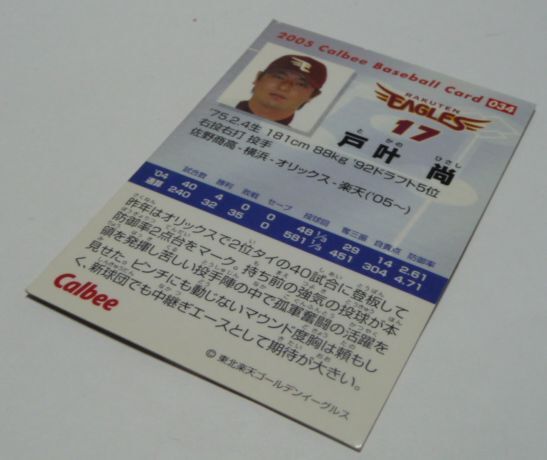 2005 Calbee Baseball Card 034
RAKUTEN
EAGLES
17
と かの ひさし
戸叶 尚
'75.2.4生 181cm 88kg '92ドラフト5位
右投右打 投手
佐野商高-横浜-オリックス-楽天('05~)
試合数 勝利 敗戦 セーブ 投球回 奪三振 自責点 防御率
'04 40 4 0 0 48 1/3 29 14 2.61
通算 240 32 35 0 581 1/3 451 304 4.71
昨年はオリックスで2位タイの40試合に登板して
防御率2点台をマーク。持ち前の強気の投球が本
領を発揮し苦しい投手陣の中で孤軍奮闘の活躍を
見せた。ピンチにも動じないマウンド度胸は頼もし
く、新球団でも中継ぎエースとして期待が大きい。
Calbee
© 東北楽天ゴールデンイーグルス